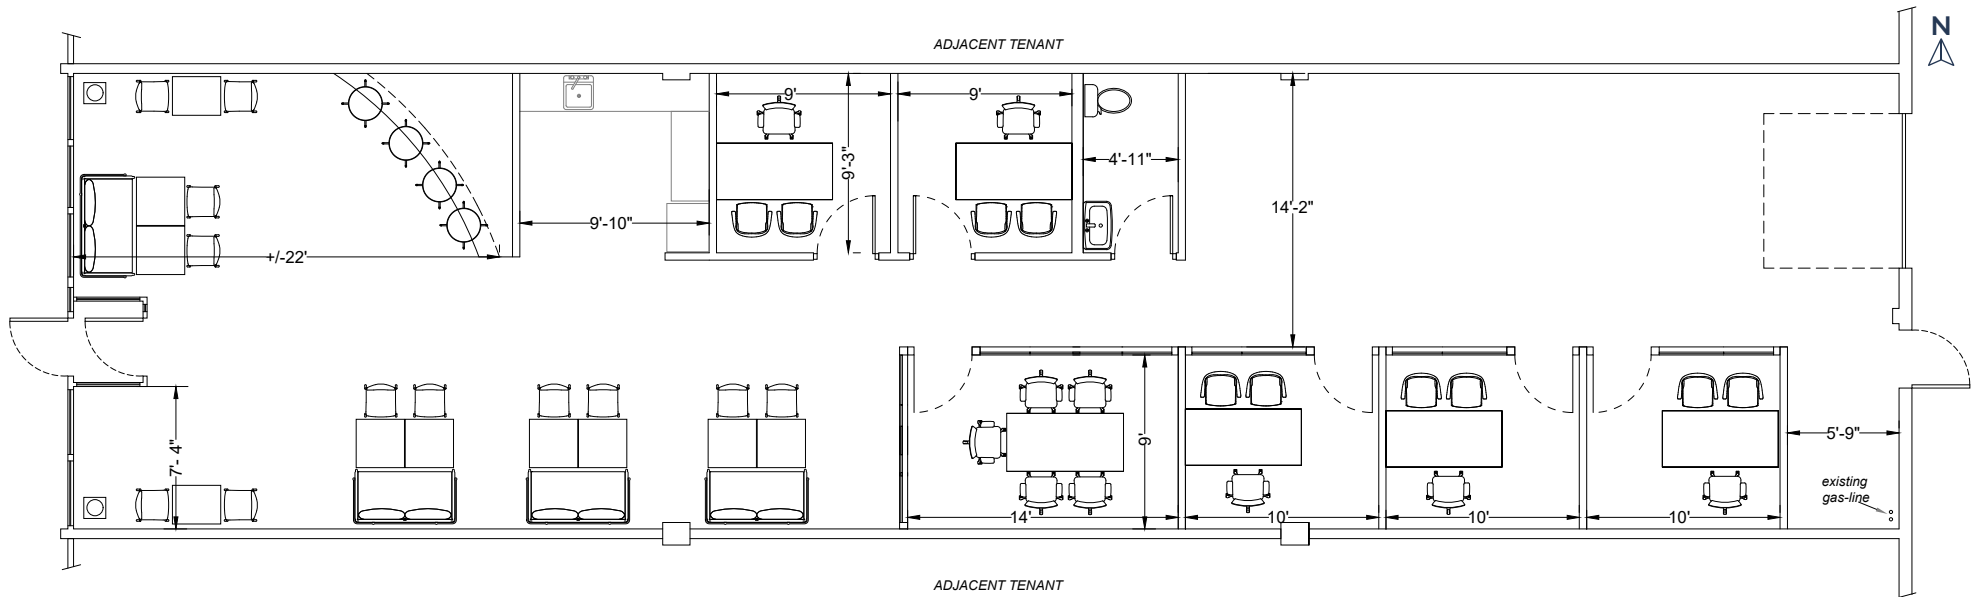 ADJACENT TENANT
N
9'
9'
9'-3"
4'-11"
14'-2"
9'-10"
+/-22'
7'- 4"
9'
5'-9"
existing
gas-line
14'
10'
10'
10'
ADJACENT TENANT